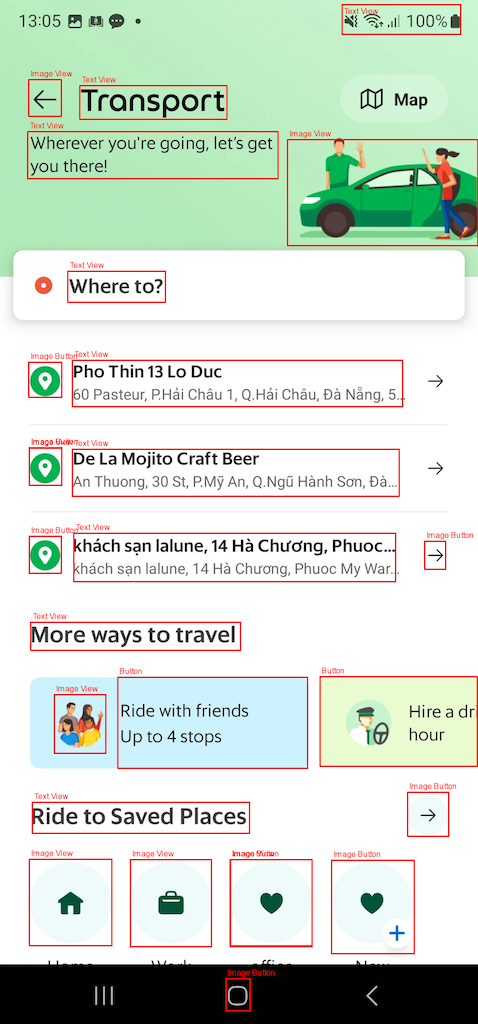 13:05
Text View
100%
Image View
Text View
Transport
Map
Text View
Wherever you're going, let's get
you there!
Image View
Text View
Where to?
Image Button
Text View
Pho Thin 13 Lo Duc
60 Pasteur, P.Hải Châu 1, Q.Hải Châu, Đà Nẵng, 5...
Text View
De La Mojito Craft Beer
An Thuong, 30 St, P.Mỹ An, Q.Ngũ Hành Sơn, Đà...
Image Button
Text View
Image Button
khách sạn lalune, 14 Hà Chương, Phuoc...
khách sạn lalune, 14 Hà Chương, Phuoc My War...
Text View
More ways to travel
Button
Button
Image View
Ride with friends
Up to 4 stops
Hire a dri
hour
Image Button
Text View
Ride to Saved Places
Image View
Image View
Image Button
Home
Work
office
New
Image Button